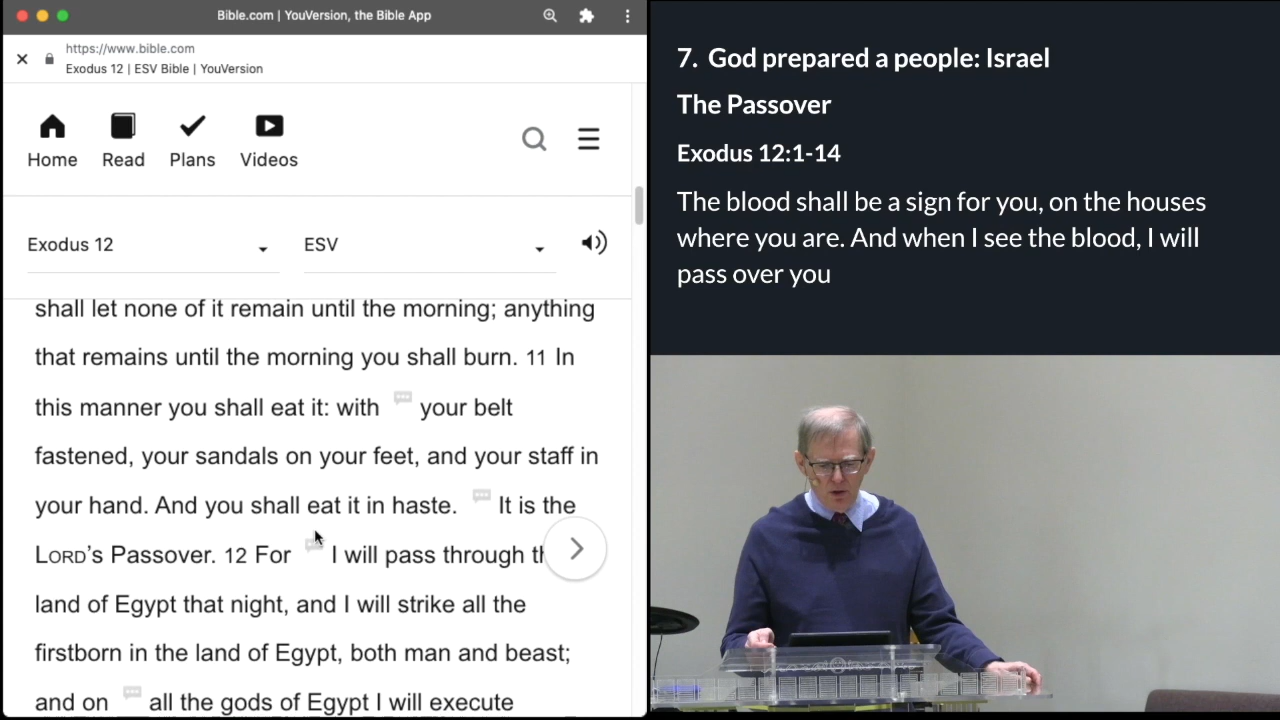 Bible.com | YouVersion, the Bible App
https://www.bible.com
Exodus 12 | ESV Bible | YouVersion
Home Read Plans Videos
Exodus 12 ESV
shall let none of it remain until the morning; anything
that remains until the morning you shall burn. 11 In
this manner you shall eat it: with your belt
fastened, your sandals on your feet, and your staff in
your hand. And you shall eat it in haste. It is the
LORD’s Passover. 12 For I will pass through
land of Egypt that night, and I will strike all the
firstborn in the land of Egypt, both man and beast;
and on all the gods of Egypt I will execute
7. God prepared a people: Israel
The Passover
Exodus 12:1-14
The blood shall be a sign for you, on the houses
where you are. And when I see the blood, I will
pass over you